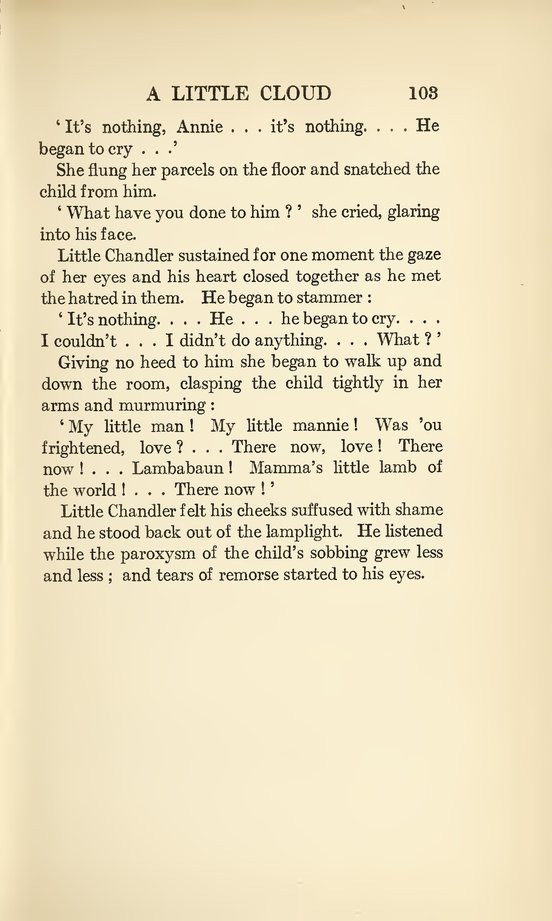 A LITTLE CLOUD 103
‘ It’s nothing, Annie . . . it’s nothing. . . . He
began to cry . . .’
She flung her parcels on the floor and snatched the
child from him.
‘ What have you done to him ? ’ she cried, glaring
into his face.
Little Chandler sustained for one moment the gaze
of her eyes and his heart closed together as he met
the hatred in them. He began to stammer :
‘ It’s nothing. . . . He . . . he began to cry. . . .
I couldn’t . . . I didn’t do anything. . . . What ? ’
Giving no heed to him she began to walk up and
down the room, clasping the child tightly in her
arms and murmuring :
‘ My little man ! My little mannie ! Was ’ou
frightened, love ? . . . There now, love ! There
now ! . . . Lambabaun ! Mamma’s little lamb of
the world ! . . . There now ! ’
Little Chandler felt his cheeks suffused with shame
and he stood back out of the lamplight. He listened
while the paroxysm of the child’s sobbing grew less
and less ; and tears of remorse started to his eyes.